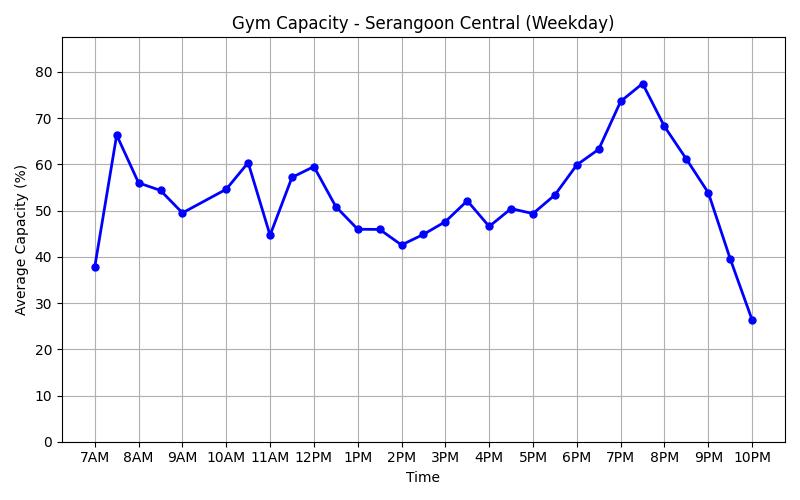 Gym Capacity - Serangoon Central (Weekday)
Average Capacity (%)
80
70
60
50
40
30
20
10
0
7AM 8AM 9AM 10AM 11AM 12PM 1PM 2PM 3PM 4PM 5PM 6PM 7PM 8PM 9PM 10PM
Time